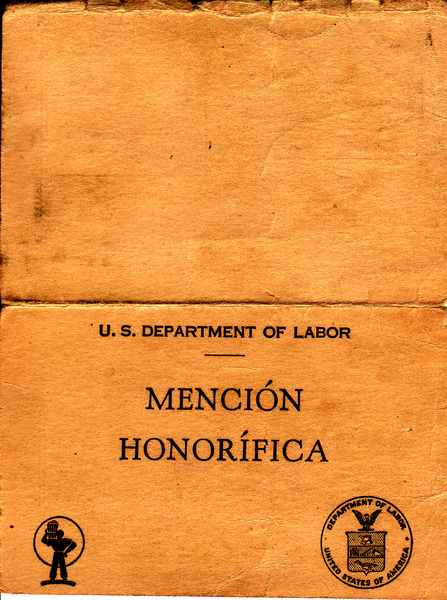 U. S. DEPARTMENT OF LABOR
MENCIÓN
HONORÍFICA
DEPARTMENT OF LABOR
UNITED STATES OF AMERICA